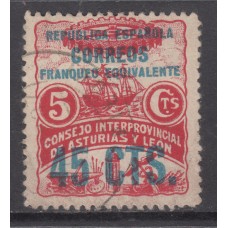 REPUBLICA ESPAÑOLA
CORREOS
FRANQUEO EQUIVALENTE
5 CTS
CONSEJO INTERPROVINCIAL
DE ASTURIAS Y LEON
45 CTS.